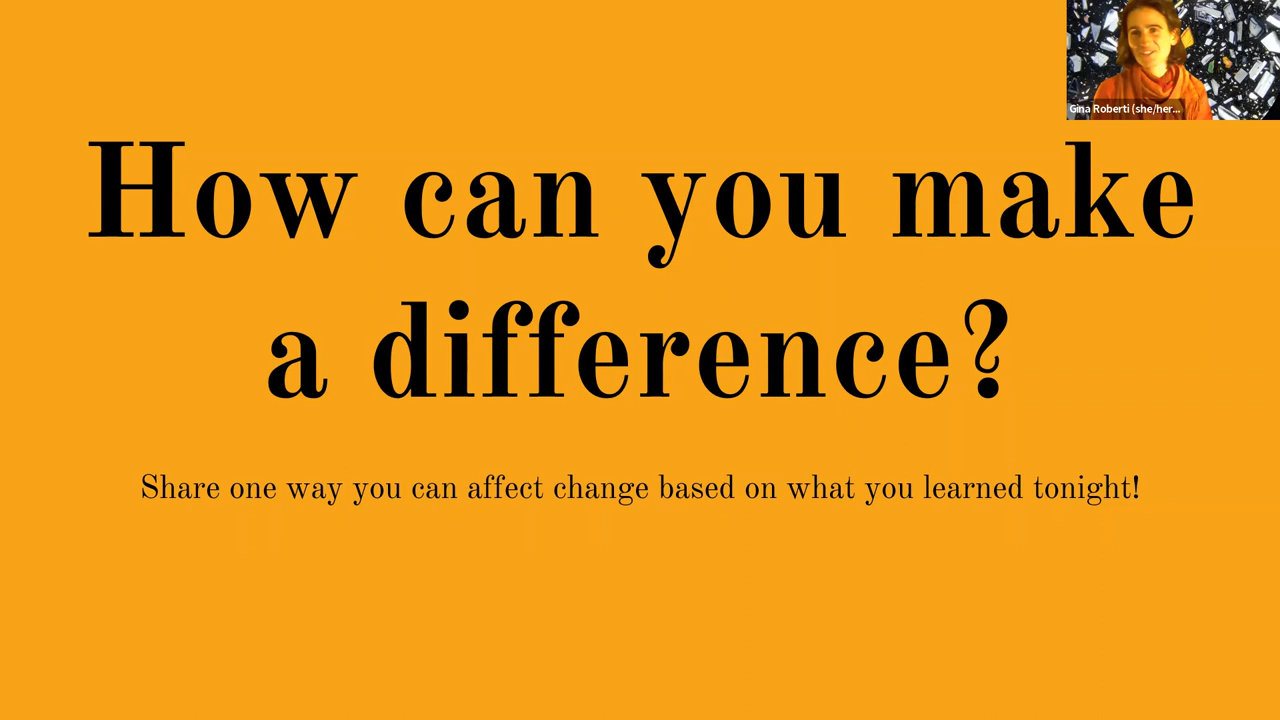 Gina Roberti (she/her...
How can you make
a difference?
Share one way you can affect change based on what you learned tonight!